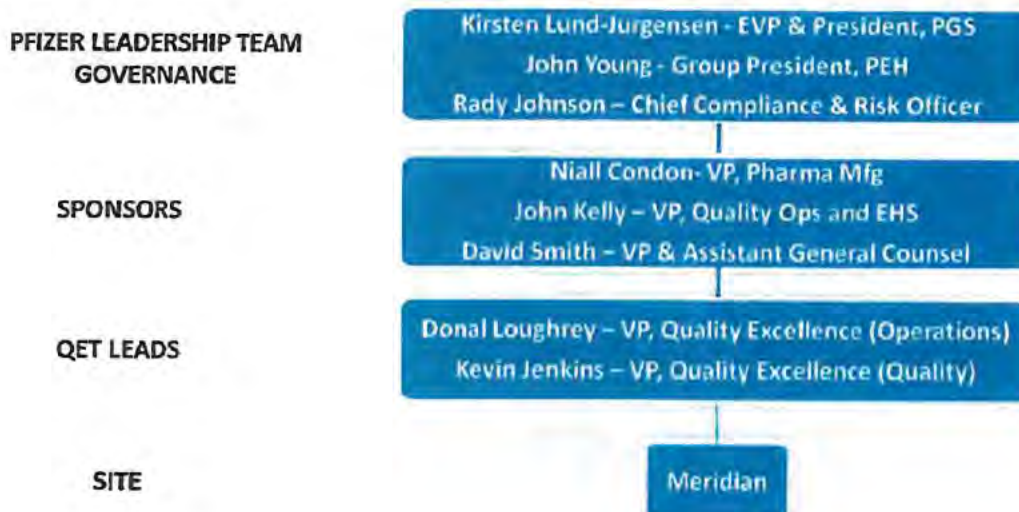 PFIZER LEADERSHIP TEAM
GOVERNANCE
Kirsten Lund-Jurgensen - EVP & President, PGS
John Young - Group President, PEH
Rady Johnson – Chief Compliance & Risk Officer
SPONSORS
Niall Condon- VP, Pharma Mfg
John Kelly – VP, Quality Ops and EHS
David Smith – VP & Assistant General Counsel
QET LEADS
Donal Loughrey – VP, Quality Excellence (Operations)
Kevin Jenkins – VP, Quality Excellence (Quality)
SITE
Meridian